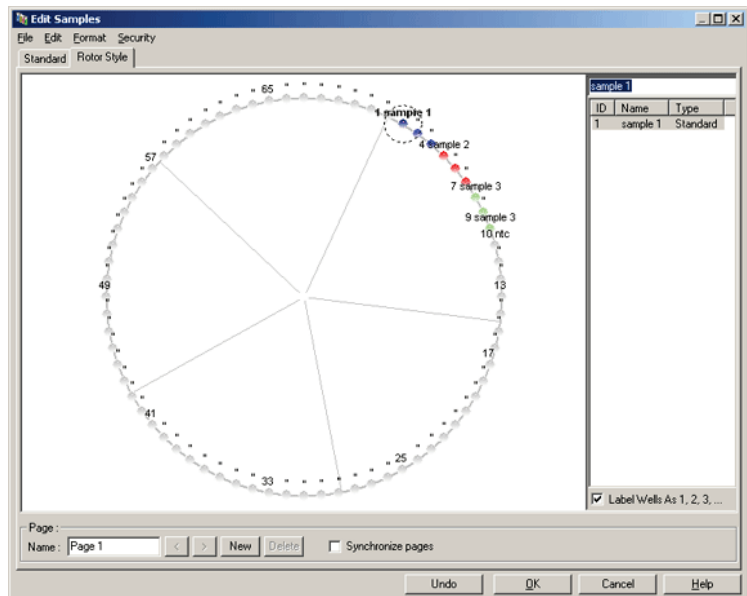 Edit Samples
File Edit Format Security
Standard Rotor Style
65
1 sample 1
4 sample 2
57
7 sample 3
9 sample 3
10 ntc
49
13
17
41
25
33
sample 1
ID Name Type
1 sample 1 Standard
Label Wells As 1, 2, 3, ...
Page :
Name : Page 1 < > New Delete Synchronize pages
Undo OK Cancel Help